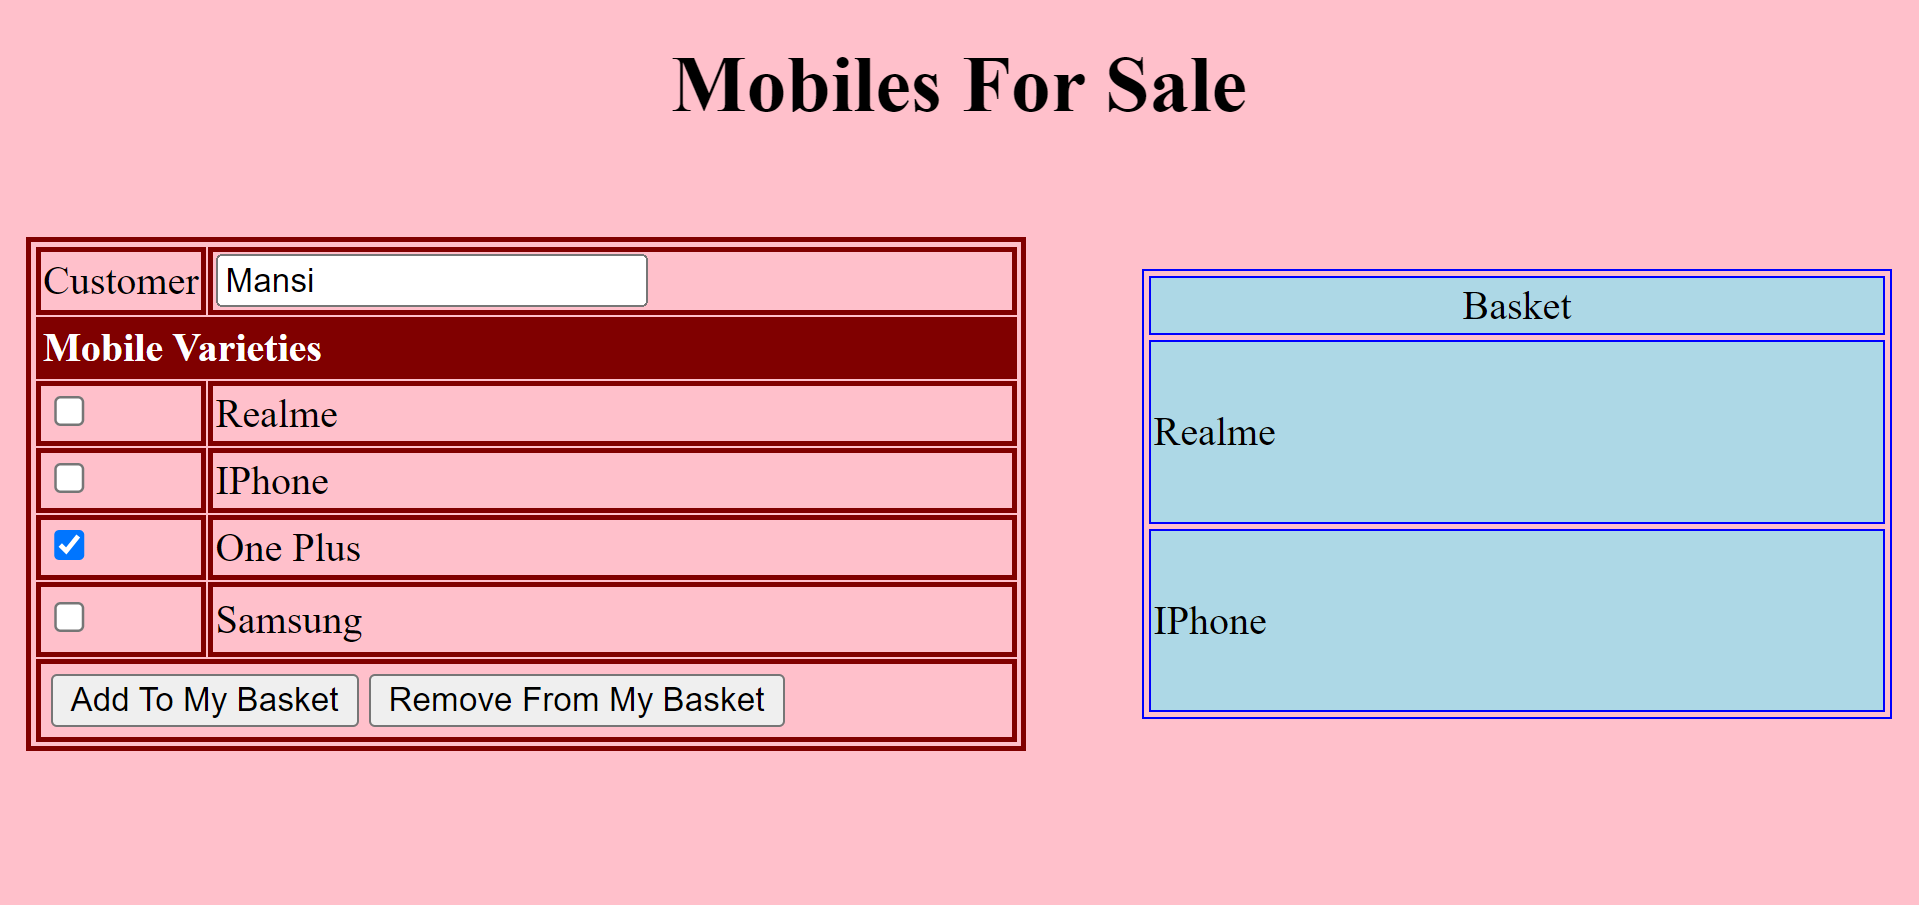 Mobiles For Sale
Customer Mansi
Mobile Varieties
Realme
IPhone
One Plus
Samsung
Add To My Basket Remove From My Basket
Basket
Realme
IPhone